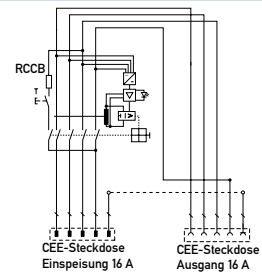 RCCB
T
E
CEE-Steckdose
Einspeisung 16 A
CEE-Steckdose
Ausgang 16 A